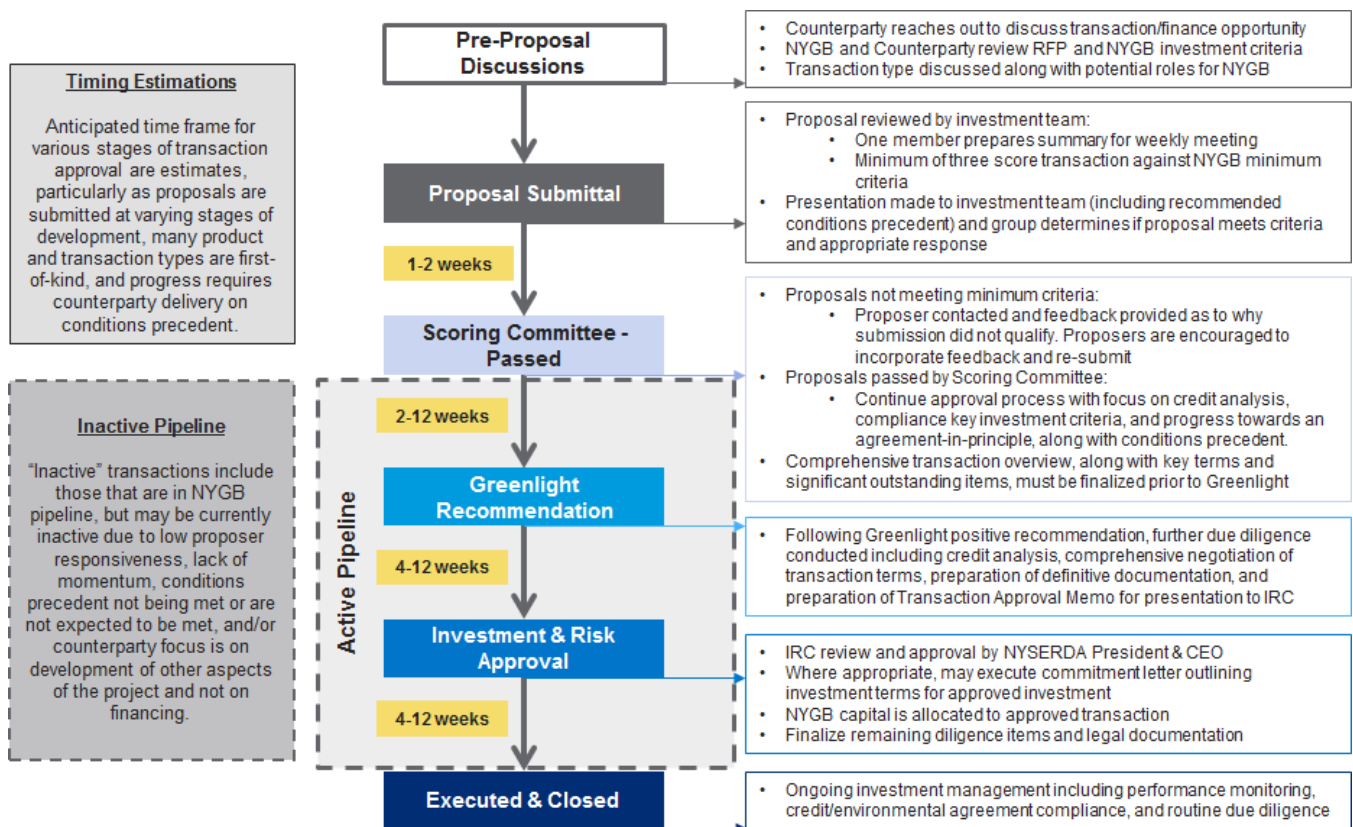 Timing Estimations
Anticipated time frame for
various stages of transaction
approval are estimates,
particularly as proposals are
submitted at varying stages of
development, many product
and transaction types are first-
of-kind, and progress requires
counterparty delivery on
conditions precedent.
Inactive Pipeline
“Inactive” transactions include
those that are in NYGB
pipeline, but may be currently
inactive due to low proposer
responsiveness, lack of
momentum, conditions
precedent not being met or are
not expected to be met, and/or
counterparty focus is on
development of other aspects
of the project and not on
financing.
Pre-Proposal
Discussions
Proposal Submittal
1-2 weeks
Scoring Committee -
Passed
Active Pipeline
2-12 weeks
Greenlight
Recommendation
4-12 weeks
Investment & Risk
Approval
4-12 weeks
Executed & Closed
• Counterparty reaches out to discuss transaction/finance opportunity
• NYGB and Counterparty review RFP and NYGB investment criteria
• Transaction type discussed along with potential roles for NYGB
• Proposal reviewed by investment team:
• One member prepares summary for weekly meeting
• Minimum of three score transaction against NYGB minimum
criteria
• Presentation made to investment team (including recommended
conditions precedent) and group determines if proposal meets criteria
and appropriate response
• Proposals not meeting minimum criteria:
• Proposer contacted and feedback provided as to why
submission did not qualify. Proposers are encouraged to
incorporate feedback and re-submit
• Proposals passed by Scoring Committee:
• Continue approval process with focus on credit analysis,
compliance key investment criteria, and progress towards an
agreement-in-principle, along with conditions precedent.
• Comprehensive transaction overview, along with key terms and
significant outstanding items, must be finalized prior to Greenlight
• Following Greenlight positive recommendation, further due diligence
conducted including credit analysis, comprehensive negotiation of
transaction terms, preparation of definitive documentation, and
preparation of Transaction Approval Memo for presentation to IRC
• IRC review and approval by NYSERDA President & CEO
• Where appropriate, may execute commitment letter outlining
investment terms for approved investment
• NYGB capital is allocated to approved transaction
• Finalize remaining diligence items and legal documentation
• Ongoing investment management including performance monitoring,
credit/environmental agreement compliance, and routine due diligence